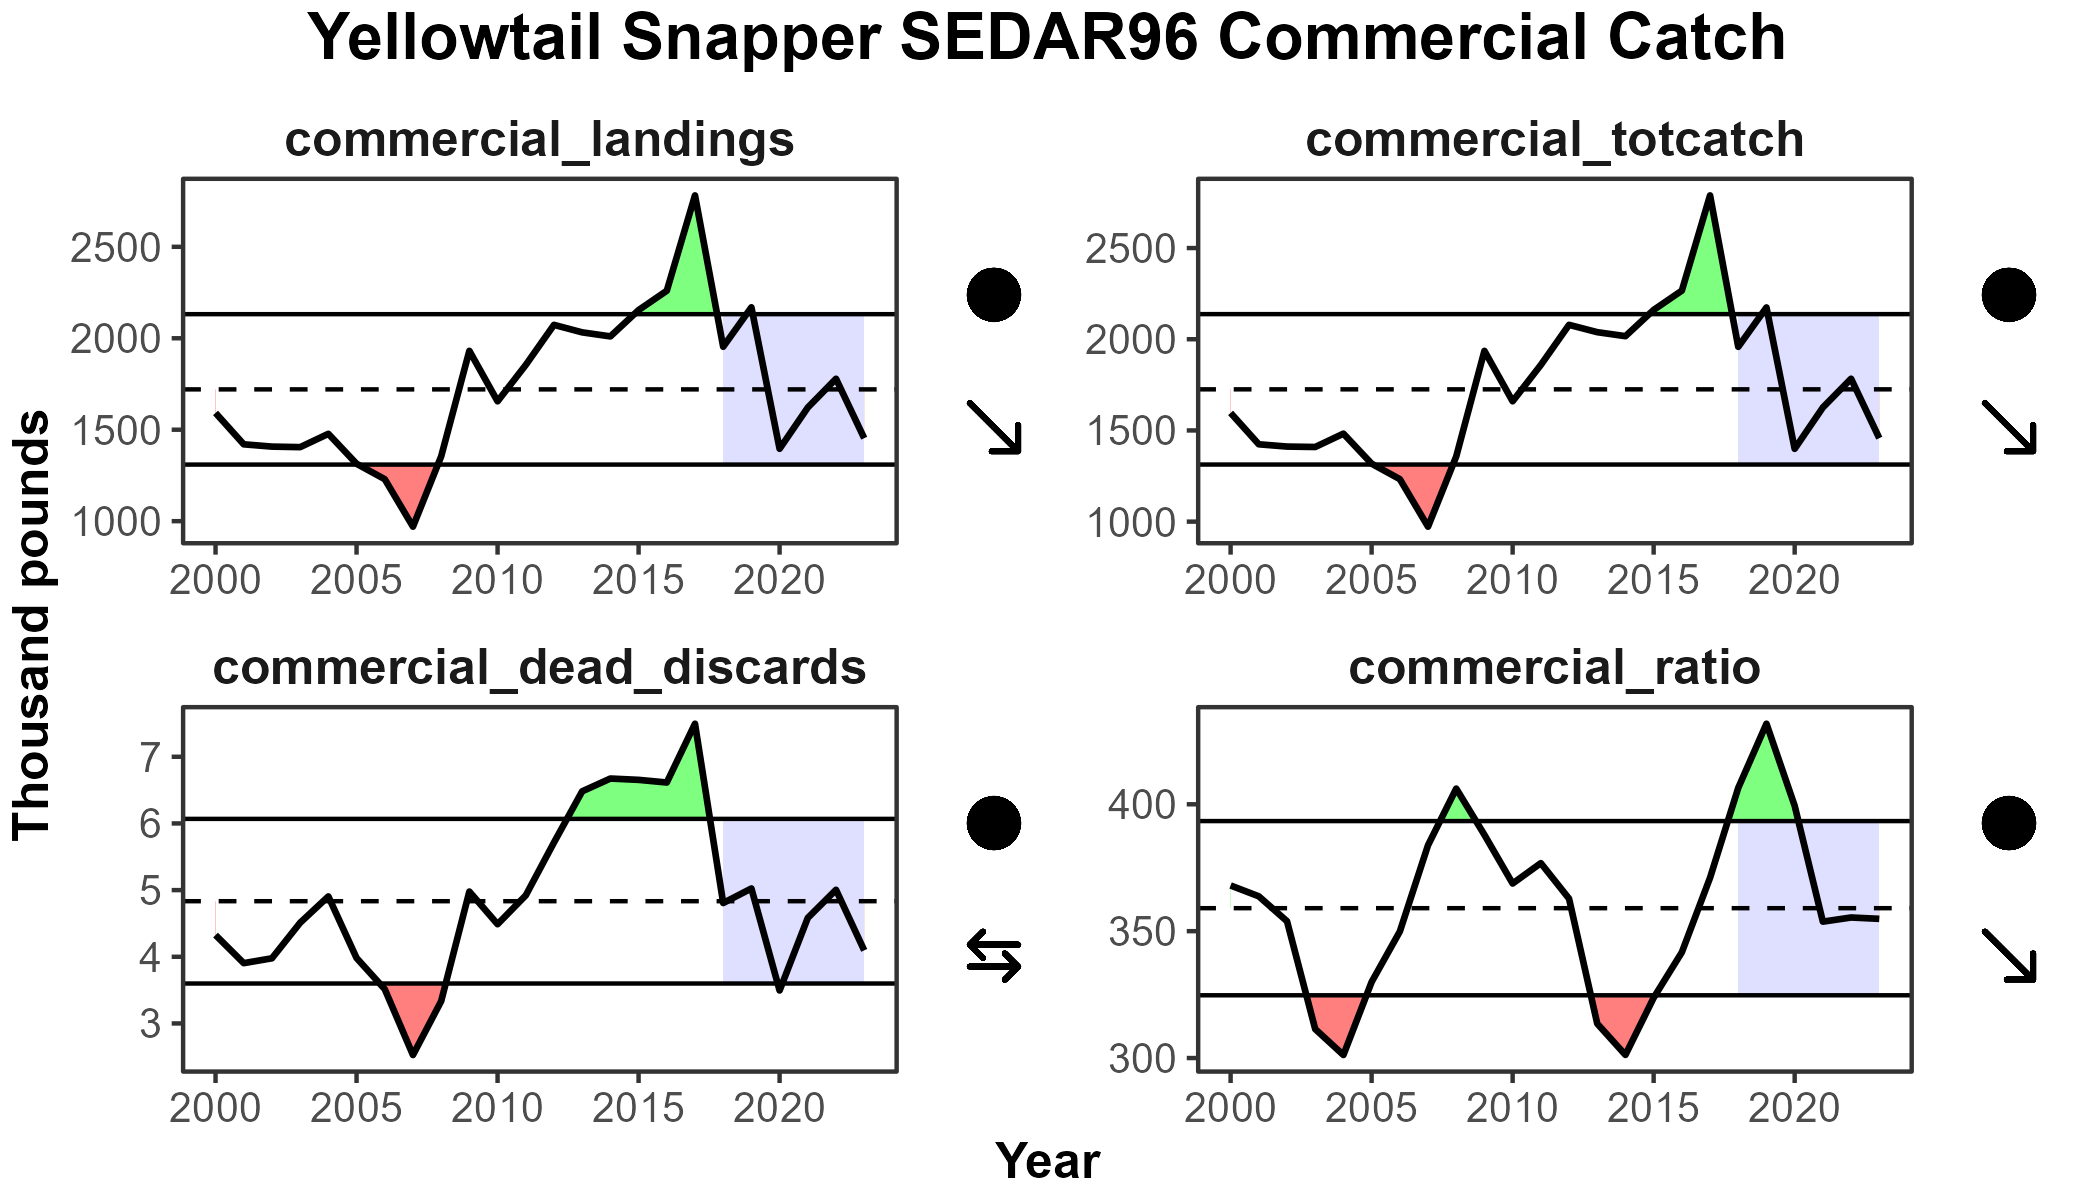 Yellowtail Snapper SEDAR96 Commercial Catch
commercial_landings
2500
2000
1500
1000
2000 2005 2010 2015 2020
commercial_totcatch
2500
2000
1500
1000
2000 2005 2010 2015 2020
Thousand pounds
commercial_dead_discards
7
6
5
4
3
2000 2005 2010 2015 2020
commercial_ratio
400
350
300
2000 2005 2010 2015 2020
Year